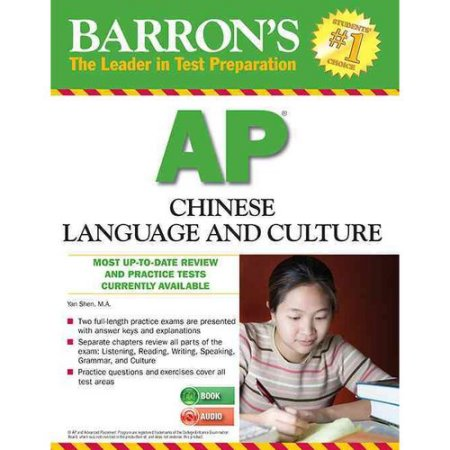 BARRON'S
The Leader in Test Preparation
STUDENTS'
#1
CHOICE
AP®
CHINESE
LANGUAGE AND CULTURE
MOST UP-TO-DATE REVIEW
AND PRACTICE TESTS
CURRENTLY AVAILABLE
Yan Shen, M.A.
• Two full-length practice exams are presented
with answer keys and explanations
• Separate chapters review all parts of the
exam: Listening, Reading, Writing, Speaking,
Grammar, and Culture
• Practice questions and exercises cover all
test areas
BOOK
AUDIO
® AP and Advanced Placement Program are registered trademarks of the College Entrance Examination
Board, which was not involved in the production of, and does not endorse, this product.